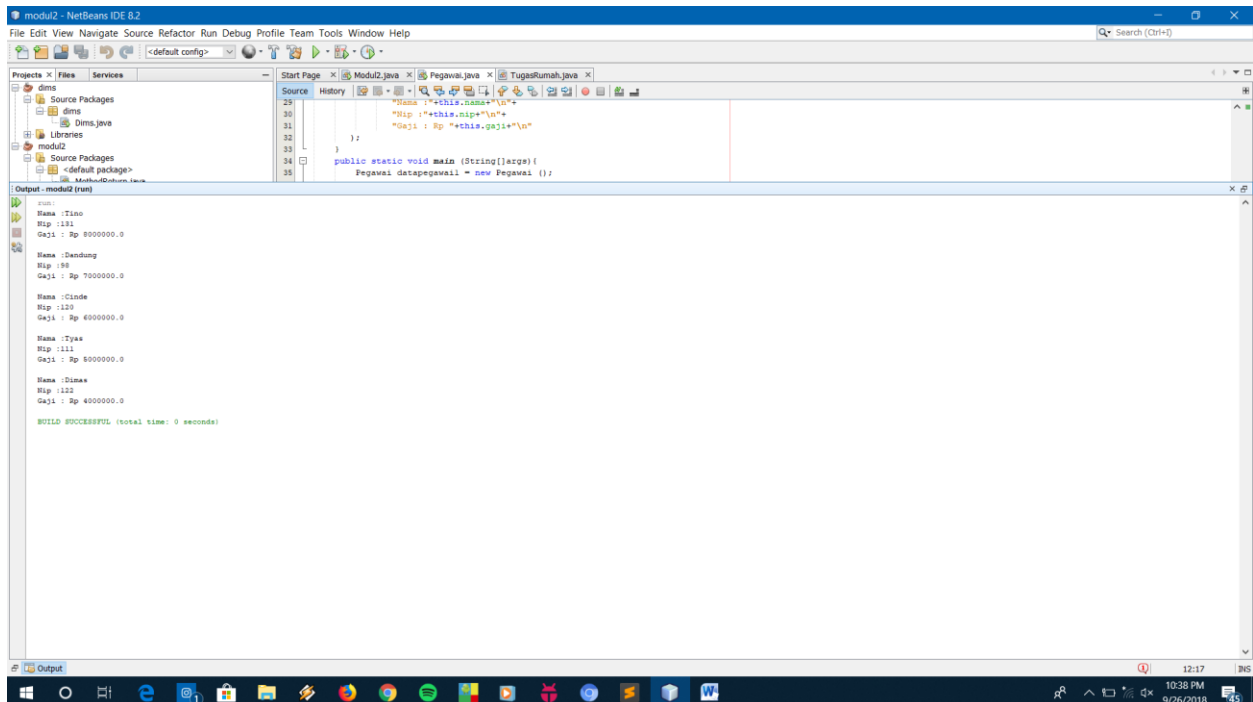 modul2 - NetBeans IDE 8.2
File Edit View Navigate Source Refactor Run Debug Profile Team Tools Window Help
Search (Ctrl+I)
<default config>
Projects Files Services
Start Page Modul2.java Pegawai.java TugasRumah.java
Source History
dims
Source Packages
dims
Dims.java
Libraries
modul2
Source Packages
<default package>
MethodReturn.java
29 "Nama :"+this.nama+"\n"+
30 "Nip :"+this.nip+"\n"+
31 "Gaji : Rp "+this.gaji+"\n"
32 );
33 }
34 public static void main (String[]args){
35 Pegawai datapegawai1 = new Pegawai ();
Output - modul2 (run)
run:
Nama :Tino
Nip :131
Gaji : Rp 8000000.0
Nama :Dandung
Nip :98
Gaji : Rp 7000000.0
Nama :Cinde
Nip :120
Gaji : Rp 6000000.0
Nama :Tyas
Nip :111
Gaji : Rp 5000000.0
Nama :Dimas
Nip :122
Gaji : Rp 4000000.0
BUILD SUCCESSFUL (total time: 0 seconds)
Output
12:17 INS
10:38 PM
9/26/2018
45